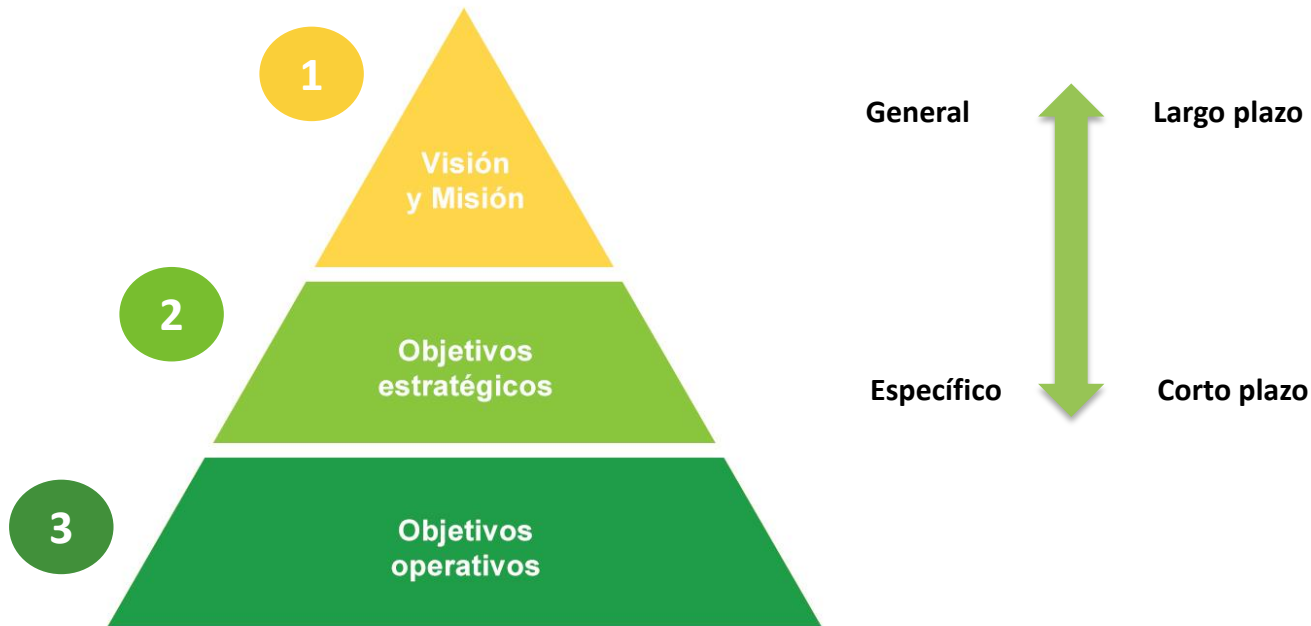 1
Visión
y Misión
General
Largo plazo
2
Objetivos
estratégicos
Específico
Corto plazo
3
Objetivos
operativos